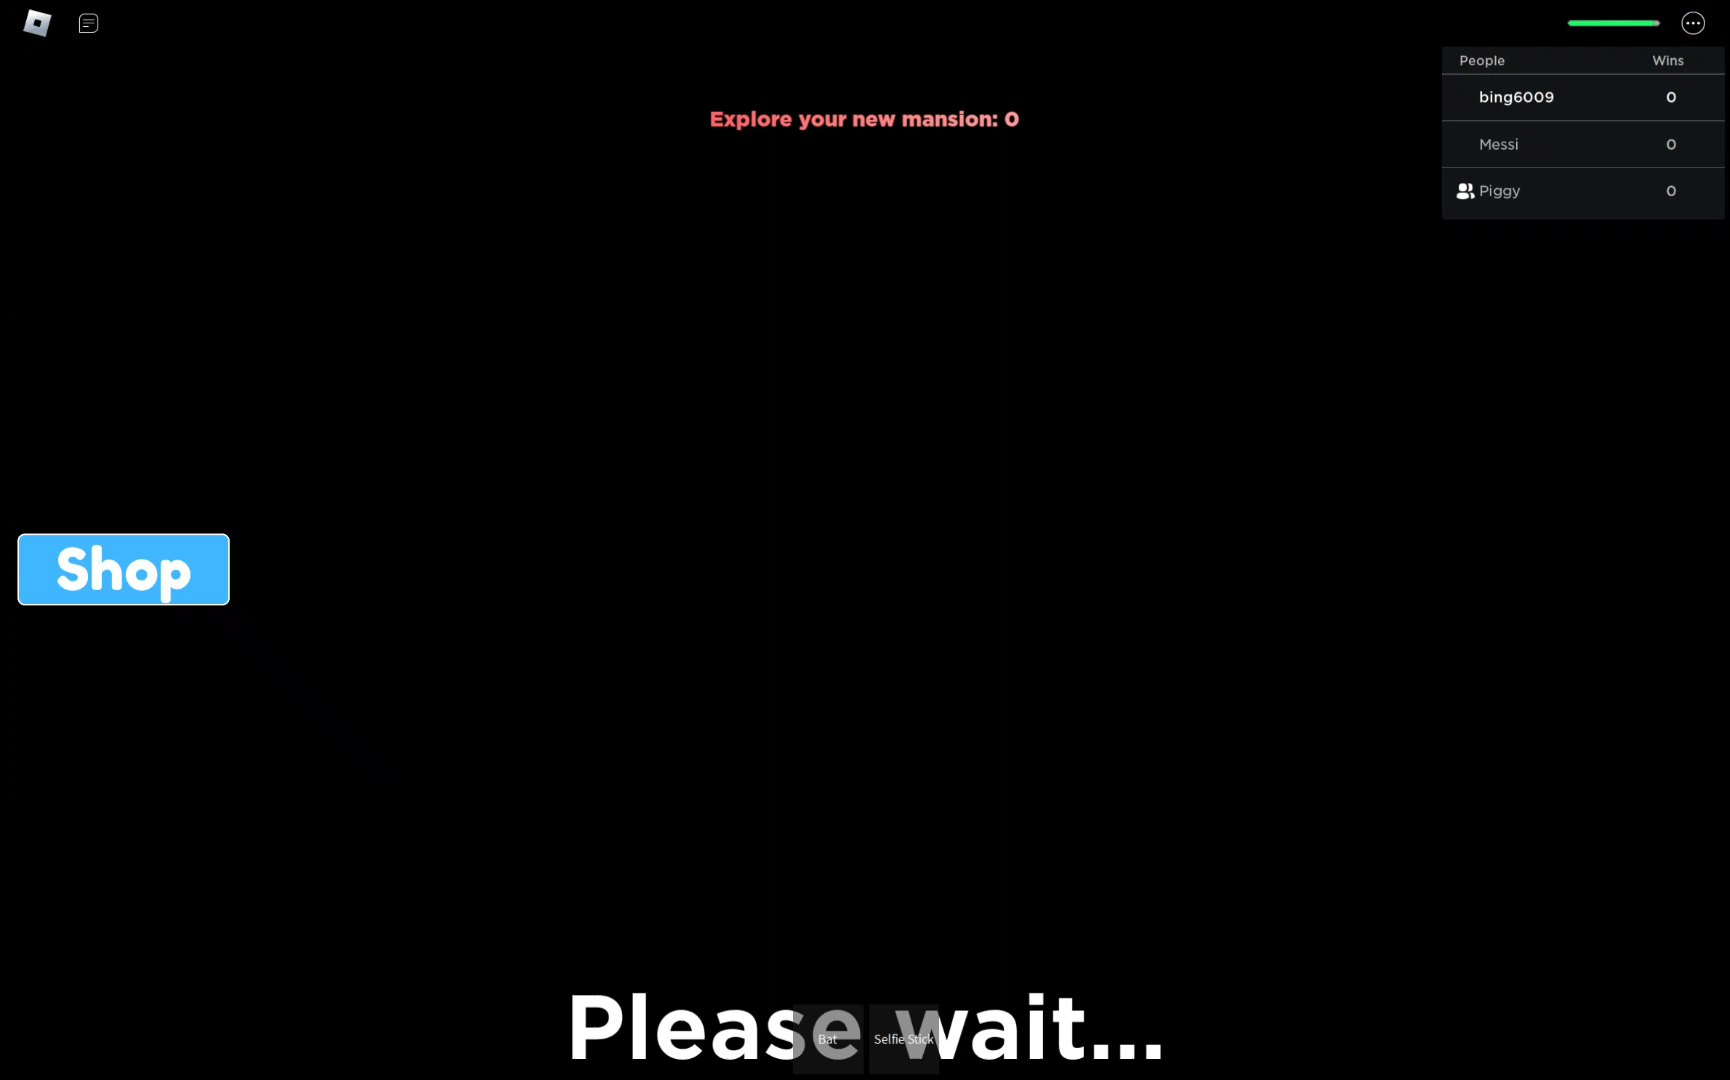 People Wins
bing6009 0
Messi 0
Piggy 0
Explore your new mansion: 0
Shop
Please wait...
Bat
Selfie Stick